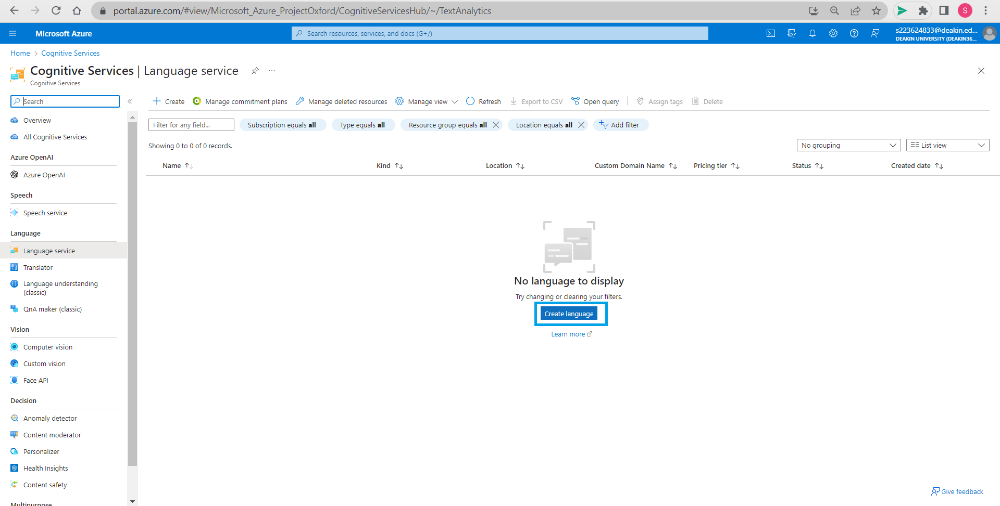 portal.azure.com/#view/Microsoft_Azure_ProjectOxford/CognitiveServicesHub/~/TextAnalytics
S
Microsoft Azure
Search resources, services, and docs (G+/)
s223624833@deakin.ed...
DEAKIN UNIVERSITY (DEAKIN36...
Home > Cognitive Services
Cognitive Services | Language service
Cognitive Services
Search
Create
Manage commitment plans
Manage deleted resources
Manage view
Refresh
Export to CSV
Open query
Assign tags
Delete
Overview
All Cognitive Services
Azure OpenAI
Azure OpenAI
Speech
Speech service
Language
Language service
Translator
Language understanding
(classic)
QnA maker (classic)
Vision
Computer vision
Custom vision
Face API
Decision
Anomaly detector
Content moderator
Personalizer
Health Insights
Content safety
Multipurpose
Filter for any field...
Subscription equals all
Type equals all
Resource group equals all
Location equals all
Add filter
Showing 0 to 0 of 0 records.
No grouping
List view
Name
Kind
Location
Custom Domain Name
Pricing tier
Status
Created date
No language to display
Try changing or clearing your filters.
Create language
Learn more
Give feedback